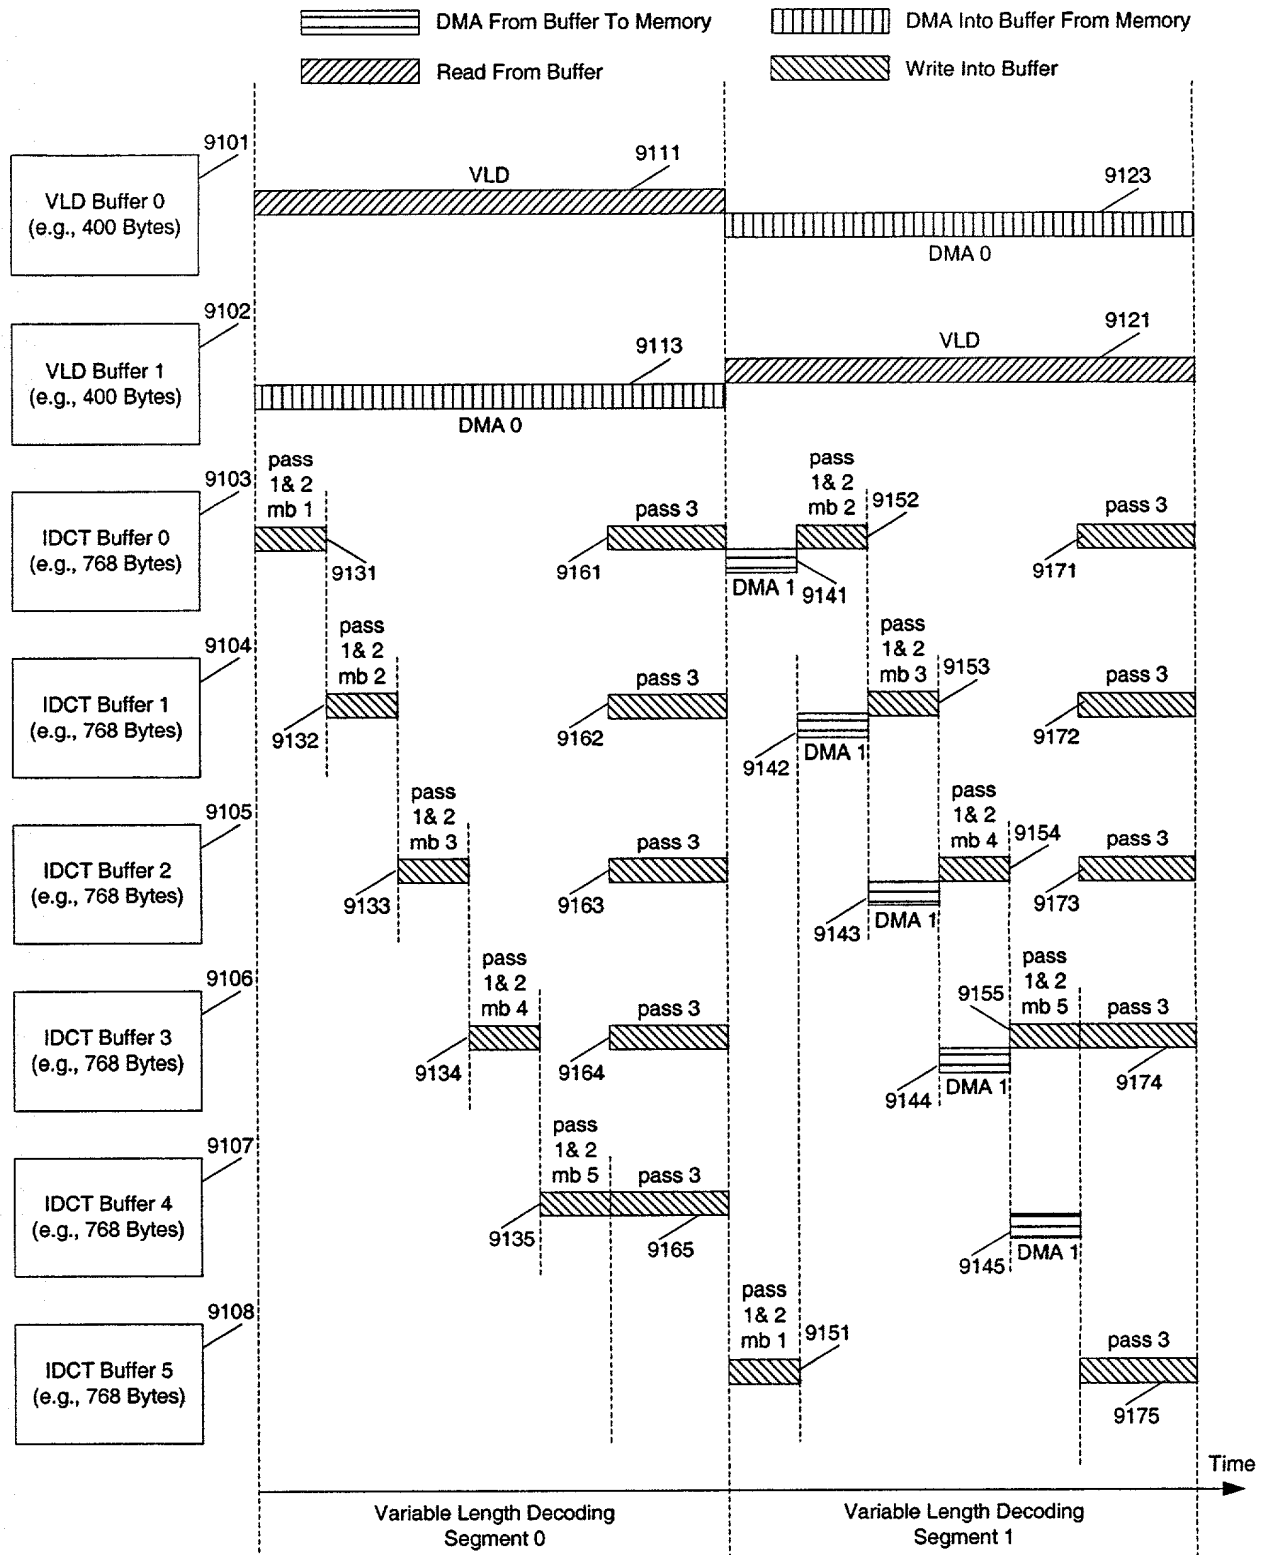 DMA From Buffer To Memory
DMA Into Buffer From Memory
Read From Buffer
Write Into Buffer
9101
VLD Buffer 0
(e.g., 400 Bytes)
VLD
9111
9123
DMA 0
9102
VLD Buffer 1
(e.g., 400 Bytes)
9113
DMA 0
VLD
9121
9103
IDCT Buffer 0
(e.g., 768 Bytes)
pass
1& 2
mb 1
9131
pass 3
9161
DMA 1
9141
pass
1& 2
mb 2
9152
pass 3
9171
9104
IDCT Buffer 1
(e.g., 768 Bytes)
pass
1& 2
mb 2
9132
pass 3
9162
DMA 1
9142
pass
1& 2
mb 3
9153
pass 3
9172
9105
IDCT Buffer 2
(e.g., 768 Bytes)
pass
1& 2
mb 3
9133
pass 3
9163
DMA 1
9143
pass
1& 2
mb 4
9154
pass 3
9173
9106
IDCT Buffer 3
(e.g., 768 Bytes)
pass
1& 2
mb 4
9134
pass 3
9164
DMA 1
9144
9155
pass
1& 2
mb 5
pass 3
9174
9107
IDCT Buffer 4
(e.g., 768 Bytes)
pass
1& 2
mb 5
9135
pass 3
9165
DMA 1
9145
9108
IDCT Buffer 5
(e.g., 768 Bytes)
pass
1& 2
mb 1
9151
pass 3
9175
Time
Variable Length Decoding
Segment 0
Variable Length Decoding
Segment 1